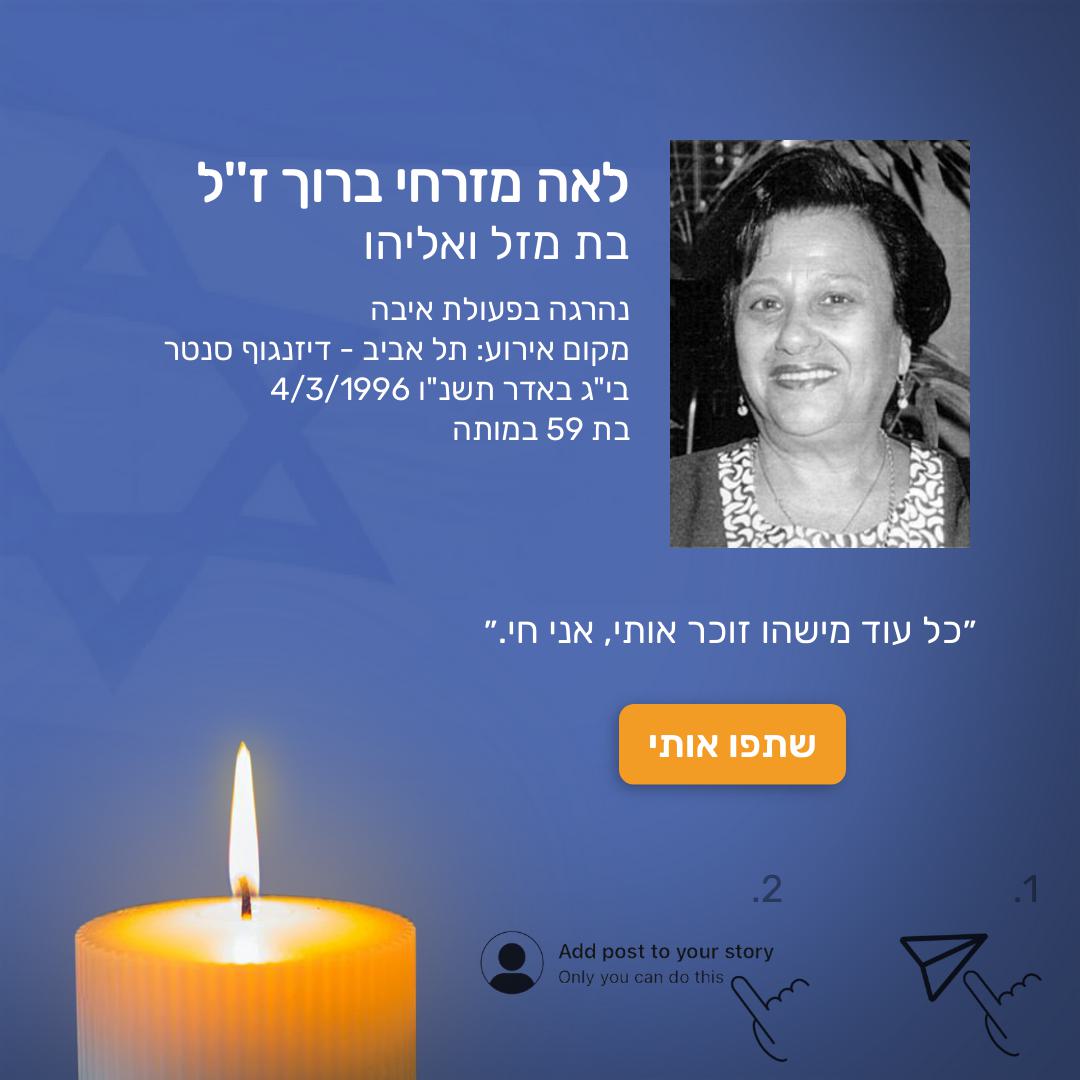 לאה מזרחי ברוך ז"ל
בת מזל ואליהו
נהרגה בפעולת איבה
מקום אירוע: תל אביב - דיזנגוף סנטר
בי"ג באדר תשנ"ו 4/3/1996
בת 59 במותה
״כל עוד מישהו זוכר אותי, אני חי.״
שתפו אותי
1.
2.
Add post to your story
Only you can do this